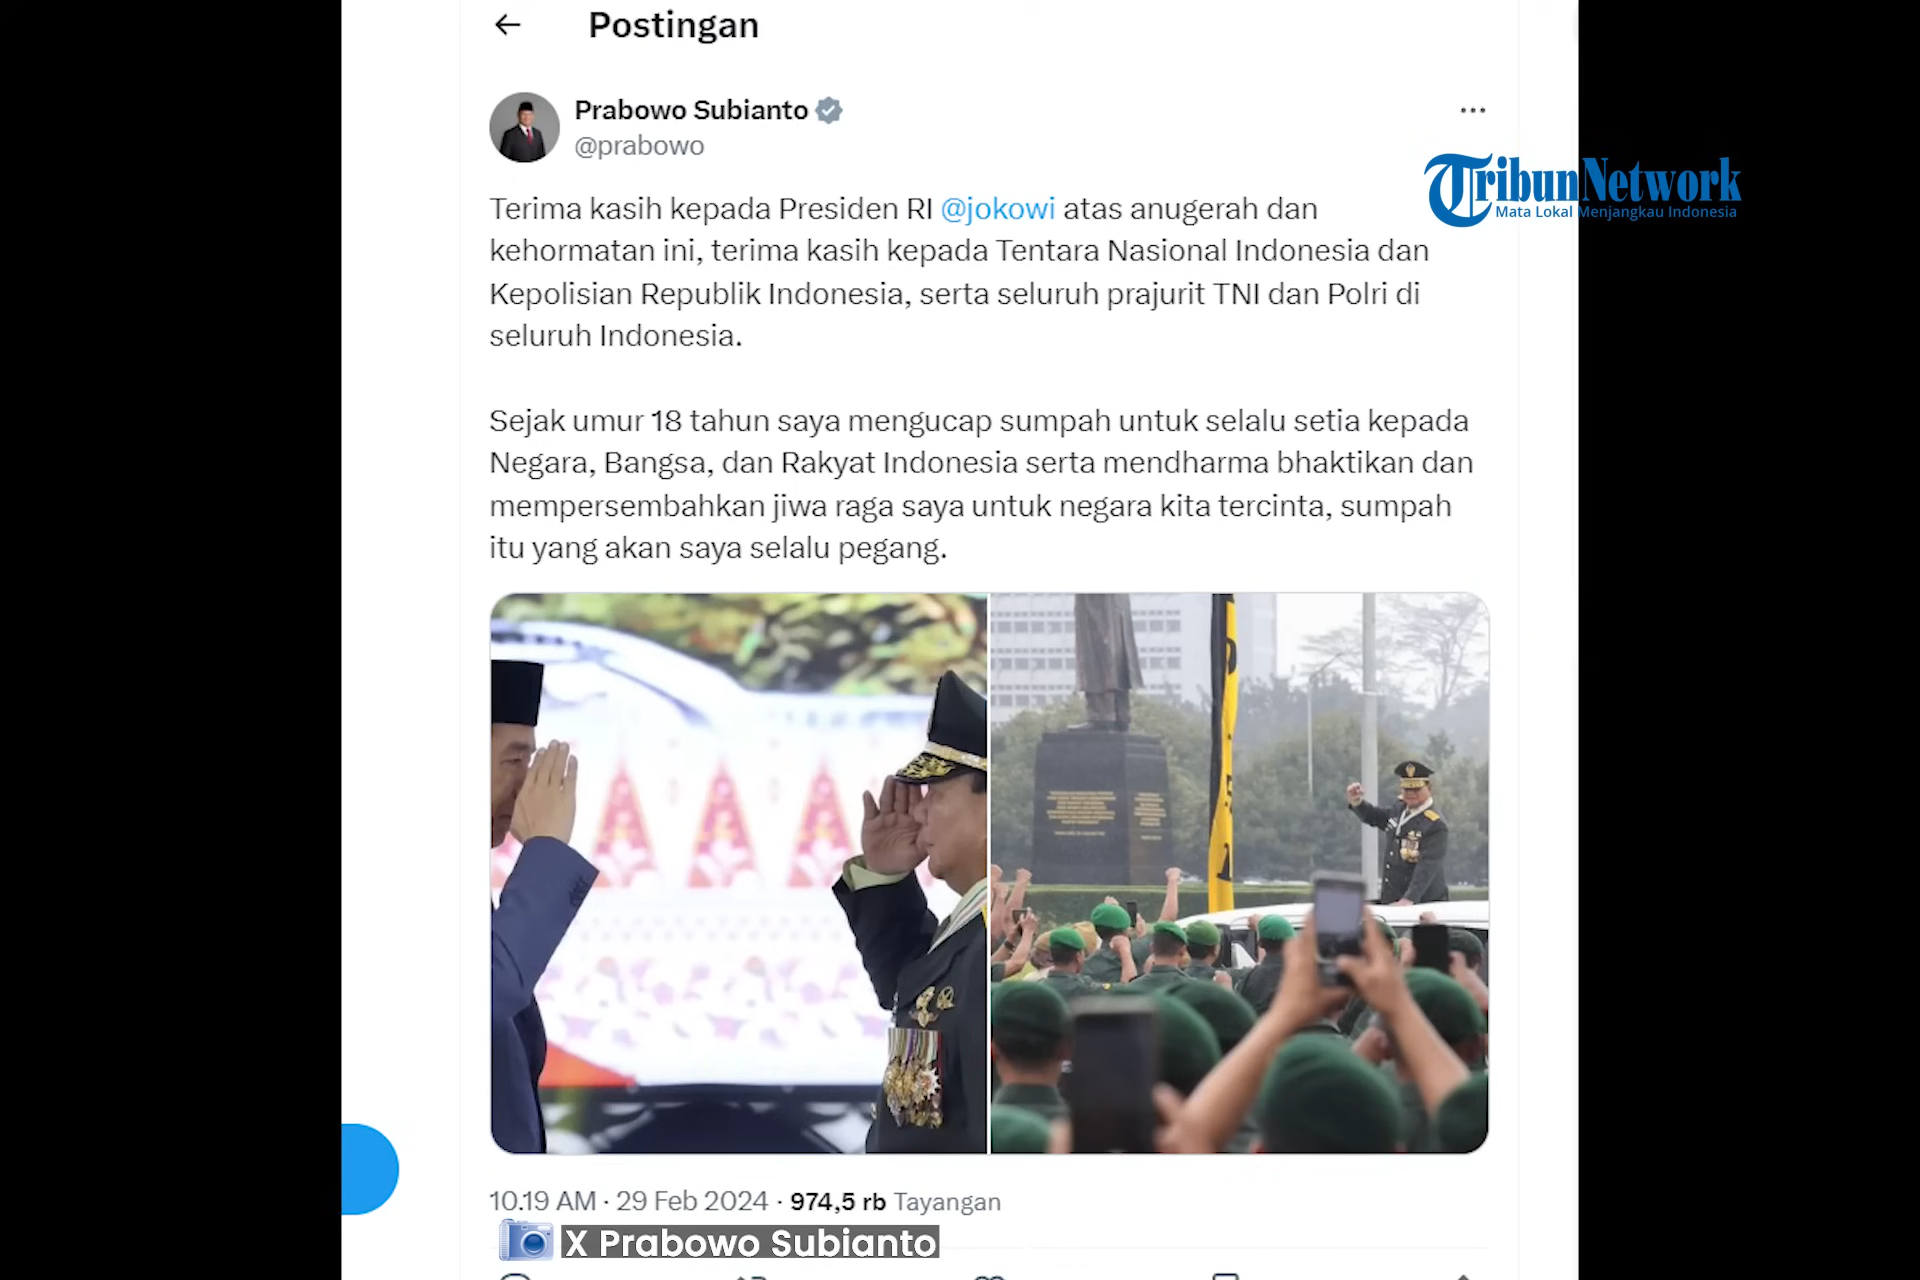 Postingan
Prabowo Subianto
@prabowo
Terima kasih kepada Presiden RI @jokowi atas anugerah dan
kehormatan ini, terima kasih kepada Tentara Nasional Indonesia dan
Kepolisian Republik Indonesia, serta seluruh prajurit TNI dan Polri di
seluruh Indonesia.
Sejak umur 18 tahun saya mengucap sumpah untuk selalu setia kepada
Negara, Bangsa, dan Rakyat Indonesia serta mendharma bhaktikan dan
mempersembahkan jiwa raga saya untuk negara kita tercinta, sumpah
itu yang akan saya selalu pegang.
10.19 AM · 29 Feb 2024 · 974,5 rb Tayangan
X Prabowo Subianto
TribunNetwork
Mata Lokal Menjangkau Indonesia